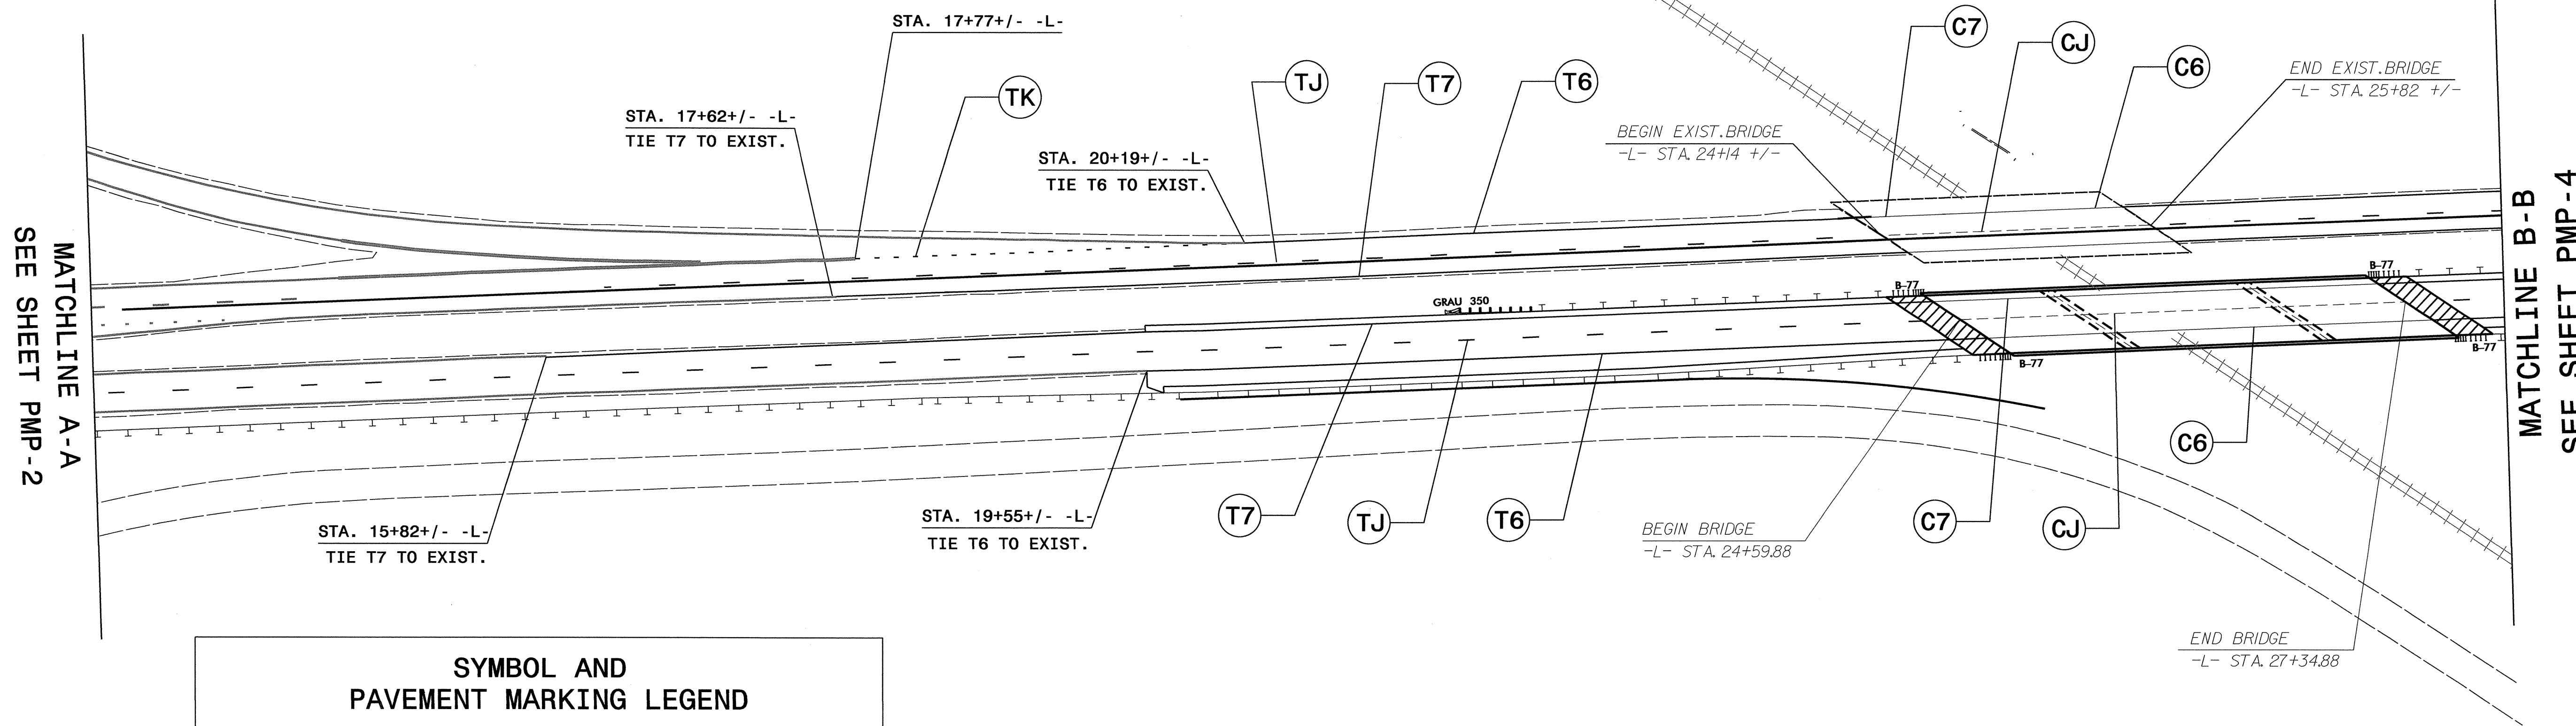 STA. 17+77+/- -L-
C7
CJ
C6
END EXIST.BRIDGE
-L- STA.25+82 +/-
TK
TJ
T7
T6
STA. 17+62+/- -L-
TIE T7 TO EXIST.
BEGIN EXIST.BRIDGE
-L- STA.24+14 +/-
STA. 20+19+/- -L-
TIE T6 TO EXIST.
MATCHLINE A-A
SEE SHEET PMP-2
MATCHLINE B-B
SEE SHEET PMP-4
GRAU 350
B-77
B-77
B-77
B-77
C6
STA. 15+82+/- -L-
TIE T7 TO EXIST.
STA. 19+55+/- -L-
TIE T6 TO EXIST.
T7
TJ
T6
BEGIN BRIDGE
-L- STA.24+59.88
C7
CJ
END BRIDGE
-L- STA.27+34.88
SYMBOL AND
PAVEMENT MARKING LEGEND